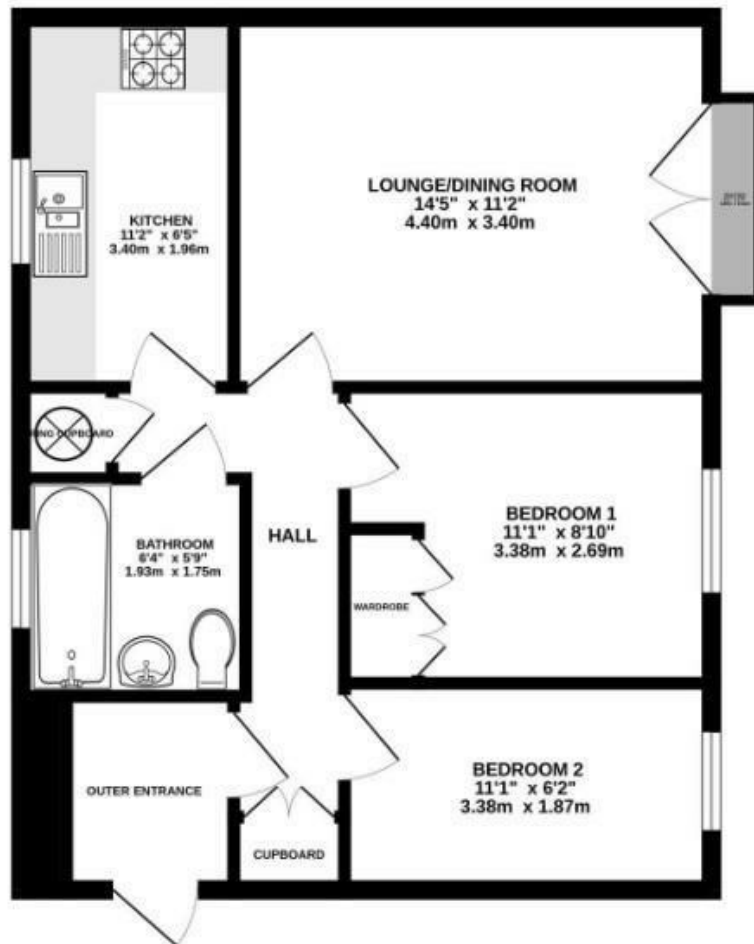 LOUNGE/DINING ROOM
14'5" x 11'2"
4.40m x 3.40m
KITCHEN
11'2" x 6'5"
3.40m x 1.96m
RING CUPBOARD
BATHROOM
6'4" x 5'9"
1.93m x 1.75m
HALL
BEDROOM 1
11'1" x 8'10"
3.38m x 2.69m
WARDROBE
OUTER ENTRANCE
BEDROOM 2
11'1" x 6'2"
3.38m x 1.87m
CUPBOARD